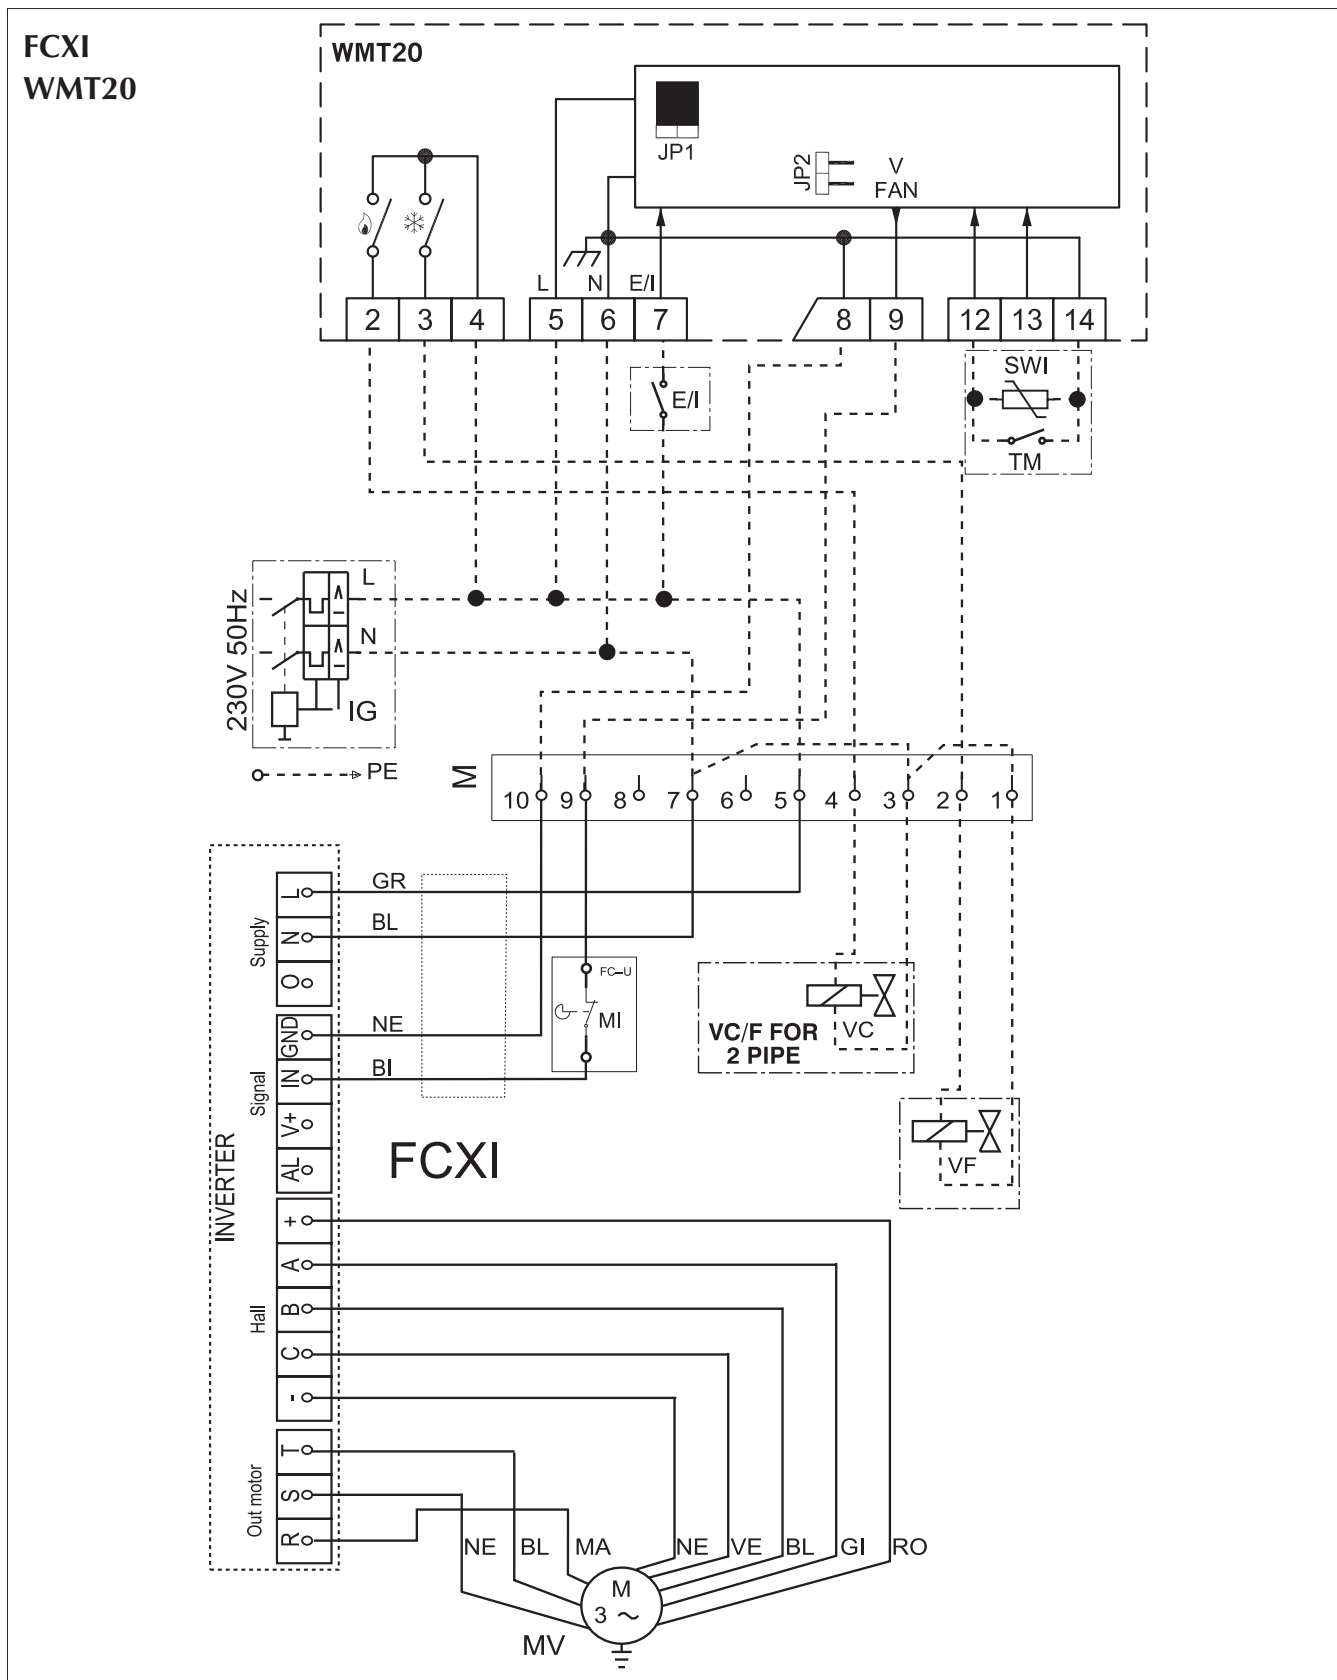 FCXI
WMT20
WMT20
JP1
JP2
V
FAN
L
N
E/I
2
3
4
5
6
7
8
9
12
13
14
SWI
E/I
TM
230V 50Hz
L
N
IG
PE
M
10
9
8
7
6
5
4
3
2
1
INVERTER
Supply
L
N
O
GR
BL
Signal
GND
IN
V+
AL
NE
BI
FC-U
MI
VC/F FOR
2 PIPE
VC
VF
FCXI
Hall
+
A
B
C
-
Out motor
T
S
R
NE
BL
MA
NE
VE
BL
GI
RO
M
3 ~
MV